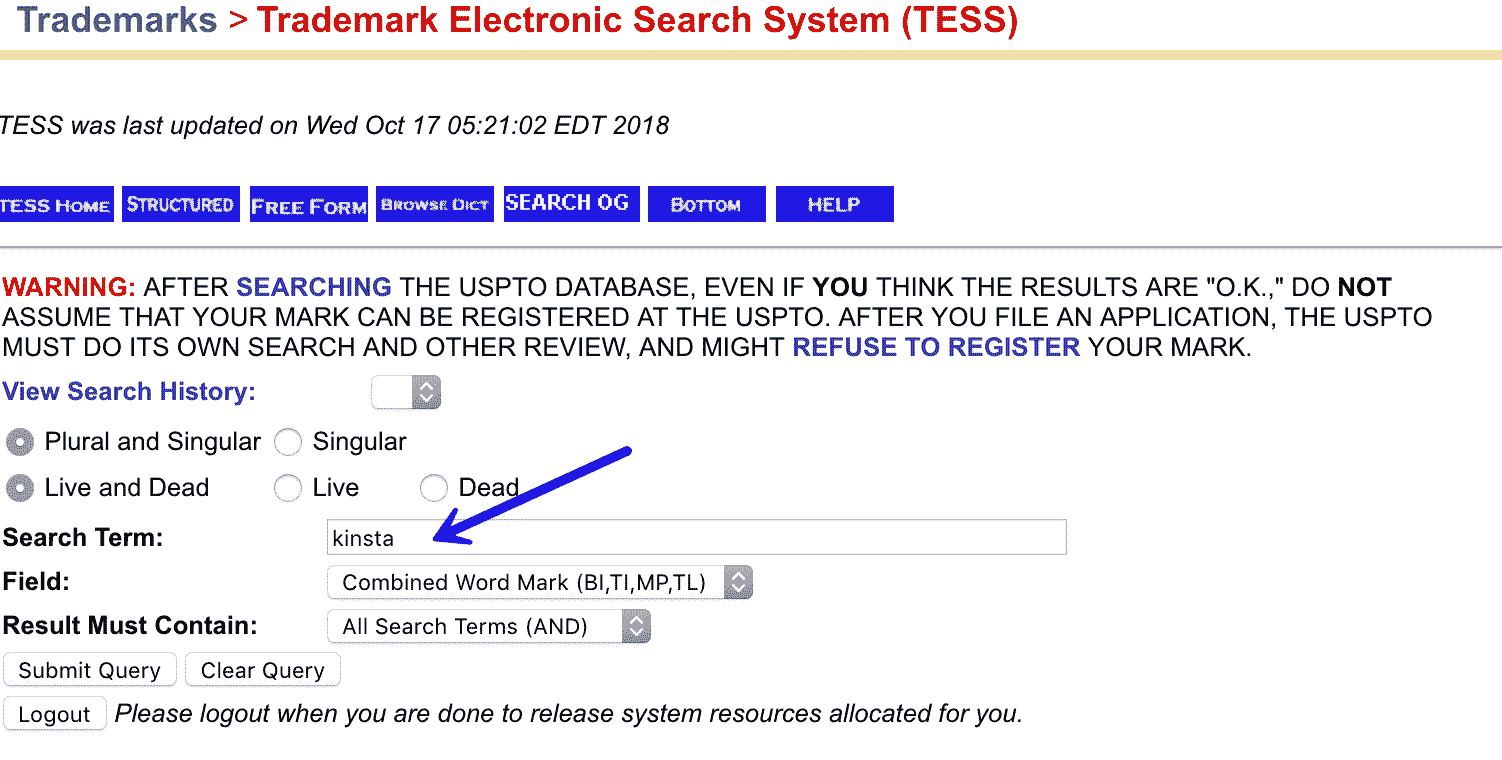 Trademarks > Trademark Electronic Search System (TESS)
TESS was last updated on Wed Oct 17 05:21:02 EDT 2018
TESS HOME STRUCTURED FREE FORM BROWSE DICT SEARCH OG BOTTOM HELP
WARNING: AFTER SEARCHING THE USPTO DATABASE, EVEN IF YOU THINK THE RESULTS ARE "O.K.," DO NOT
ASSUME THAT YOUR MARK CAN BE REGISTERED AT THE USPTO. AFTER YOU FILE AN APPLICATION, THE USPTO
MUST DO ITS OWN SEARCH AND OTHER REVIEW, AND MIGHT REFUSE TO REGISTER YOUR MARK.
View Search History:
Plural and Singular Singular
Live and Dead Live Dead
Search Term: kinsta
Field: Combined Word Mark (BI,TI,MP,TL)
Result Must Contain: All Search Terms (AND)
Submit Query Clear Query
Logout Please logout when you are done to release system resources allocated for you.